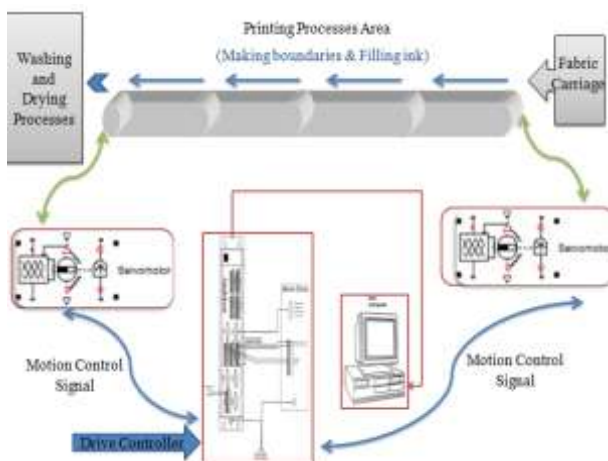 Printing Processes Area
(Making boundaries & Filling ink)
Washing
and
Drying
Processes
Fabric
Carriage
Servomotor
Servomotor
Motion Control
Signal
Motion Control
Signal
Drive Controller